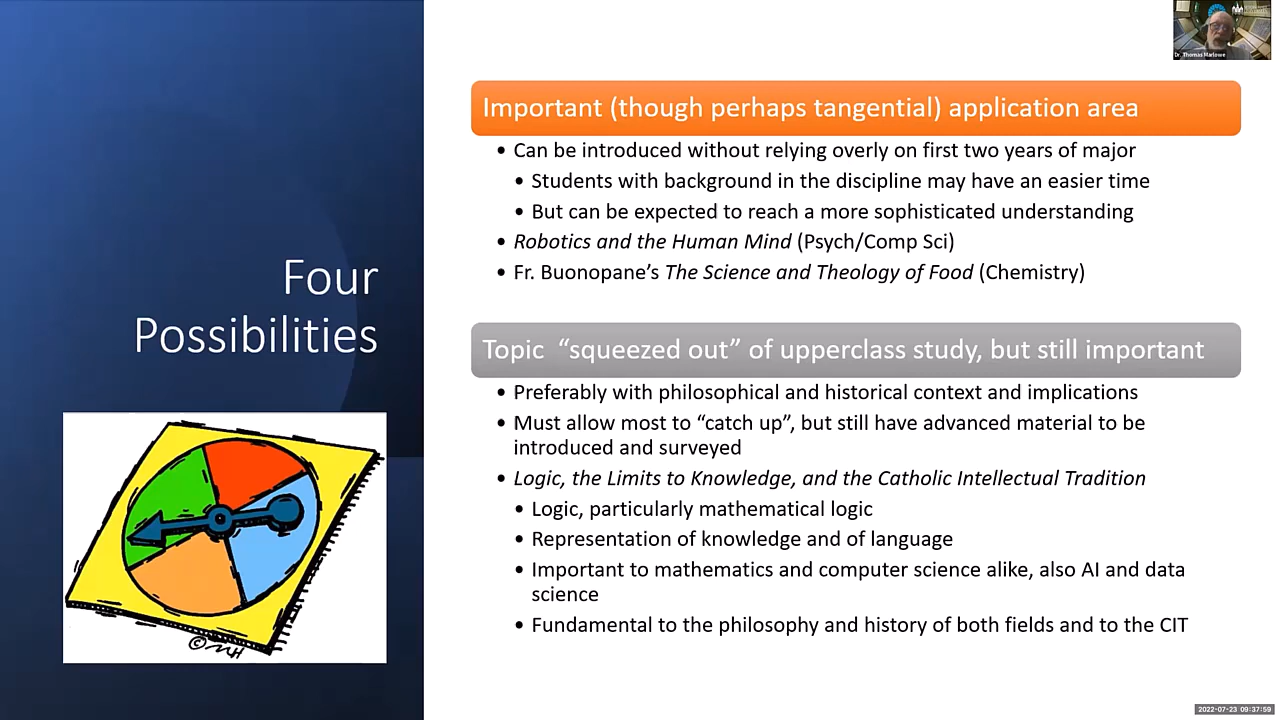 Dr. Thomas Marlowe
Four
Possibilities
Important (though perhaps tangential) application area
• Can be introduced without relying overly on first two years of major
• Students with background in the discipline may have an easier time
• But can be expected to reach a more sophisticated understanding
• Robotics and the Human Mind (Psych/Comp Sci)
• Fr. Buonopane’s The Science and Theology of Food (Chemistry)
Topic “squeezed out” of upperclass study, but still important
• Preferably with philosophical and historical context and implications
• Must allow most to “catch up”, but still have advanced material to be
introduced and surveyed
• Logic, the Limits to Knowledge, and the Catholic Intellectual Tradition
• Logic, particularly mathematical logic
• Representation of knowledge and of language
• Important to mathematics and computer science alike, also AI and data
science
• Fundamental to the philosophy and history of both fields and to the CIT
2022-07-23 09:37:59